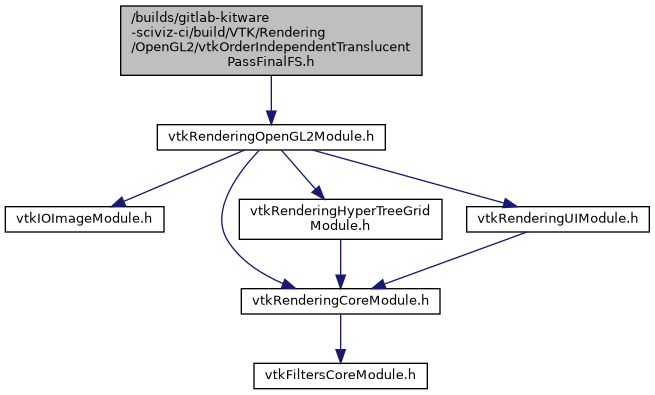 /builds/gitlab-kitware
-sciviz-ci/build/VTK/Rendering
/OpenGL2/vtkOrderIndependentTranslucent
PassFinalFS.h
vtkRenderingOpenGL2Module.h
vtkIOImageModule.h
vtkRenderingHyperTreeGrid
Module.h
vtkRenderingUIModule.h
vtkRenderingCoreModule.h
vtkFiltersCoreModule.h